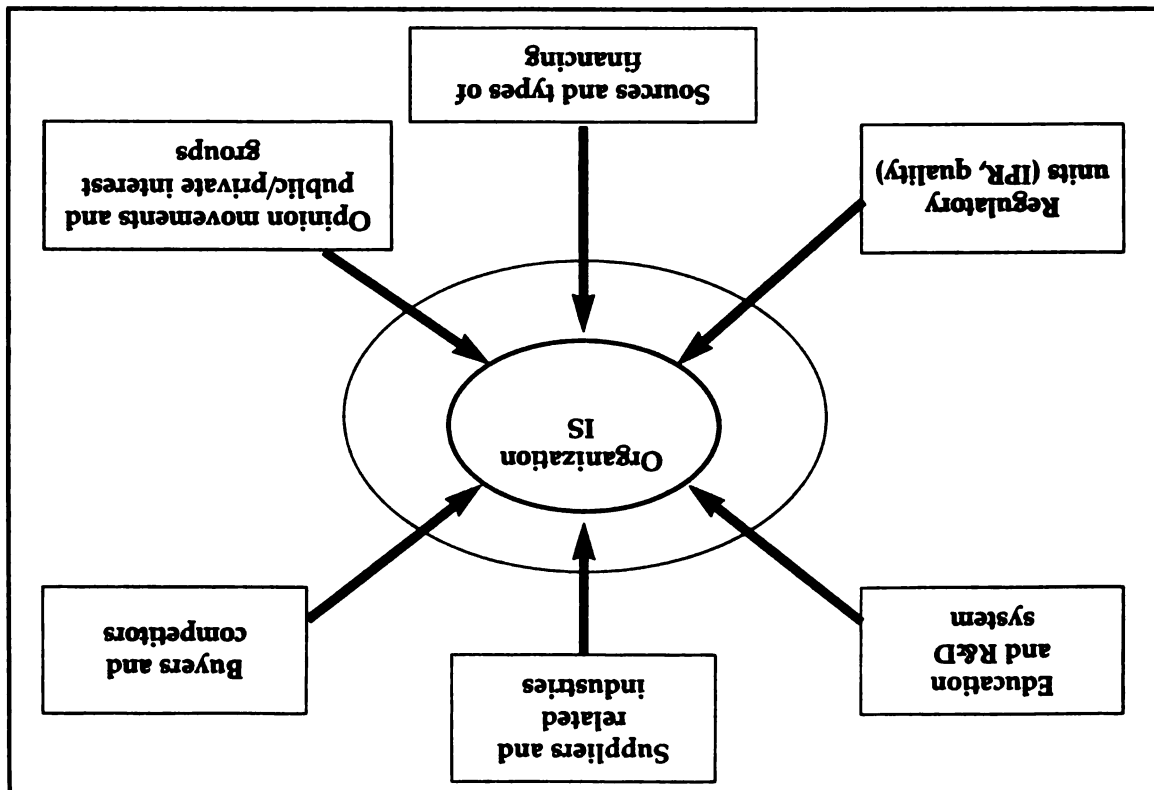 Education
and R&D
system
Suppliers and
related
industries
Buyers and
competitors
Organization
IS
Regulatory
units (IPR, quality)
Sources and types of
financing
Opinion movements and
public/private interest
groups